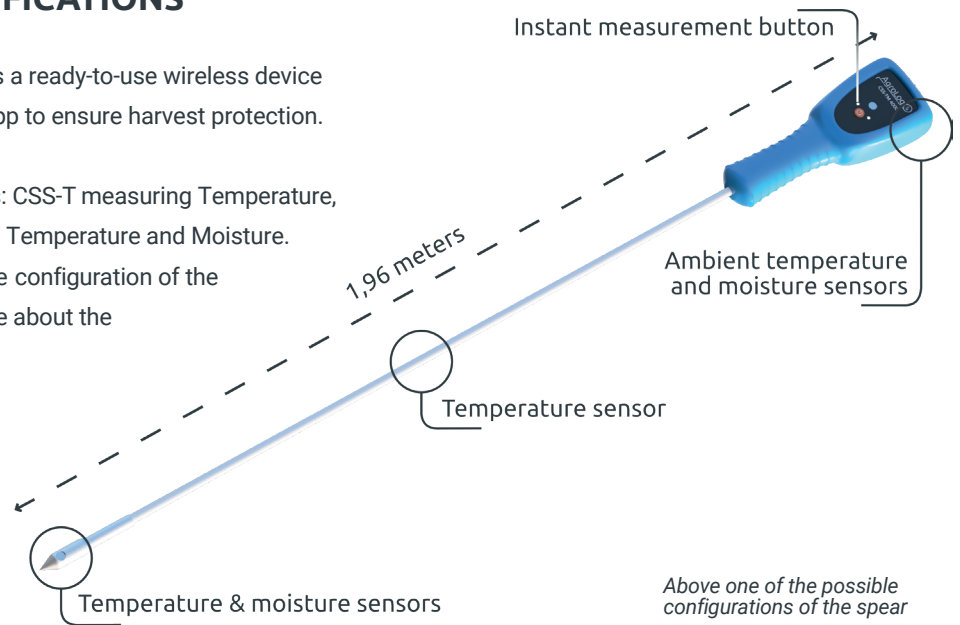 FICATIONS
s a ready-to-use wireless device
op to ensure harvest protection.
s: CSS-T measuring Temperature,
Temperature and Moisture.
e configuration of the
e about the
Instant measurement button
AgroLog
1,96 meters
Ambient temperature
and moisture sensors
Temperature sensor
Temperature & moisture sensors
Above one of the possible
configurations of the spear